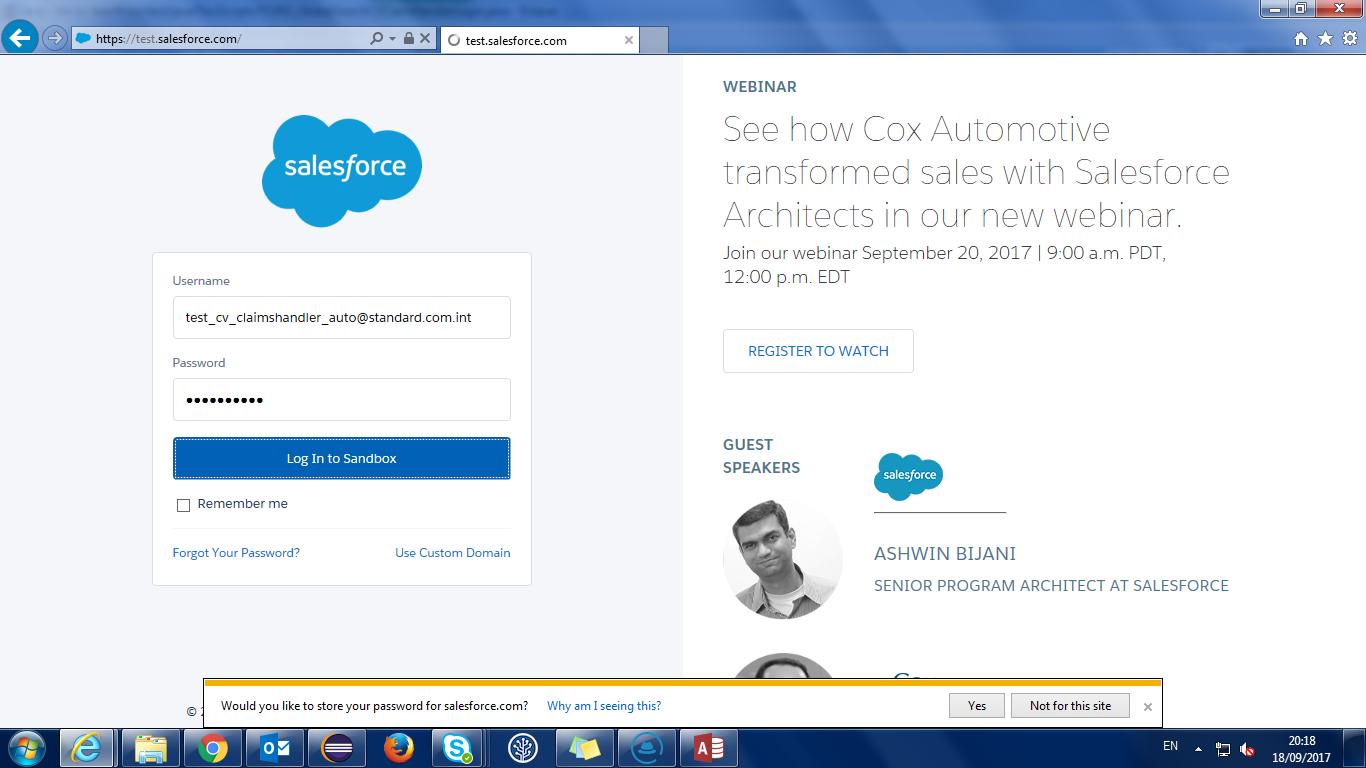 https://test.salesforce.com/
test.salesforce.com
salesforce
Username
test_cv_claimshandler_auto@standard.com.int
Password
Log In to Sandbox
Remember me
Forgot Your Password?
Use Custom Domain
WEBINAR
See how Cox Automotive
transformed sales with Salesforce
Architects in our new webinar.
Join our webinar September 20, 2017 | 9:00 a.m. PDT,
12:00 p.m. EDT
REGISTER TO WATCH
GUEST
SPEAKERS
salesforce
ASHWIN BIJANI
SENIOR PROGRAM ARCHITECT AT SALESFORCE
©
Would you like to store your password for salesforce.com?
Why am I seeing this?
Yes
Not for this site
EN
20:18
18/09/2017